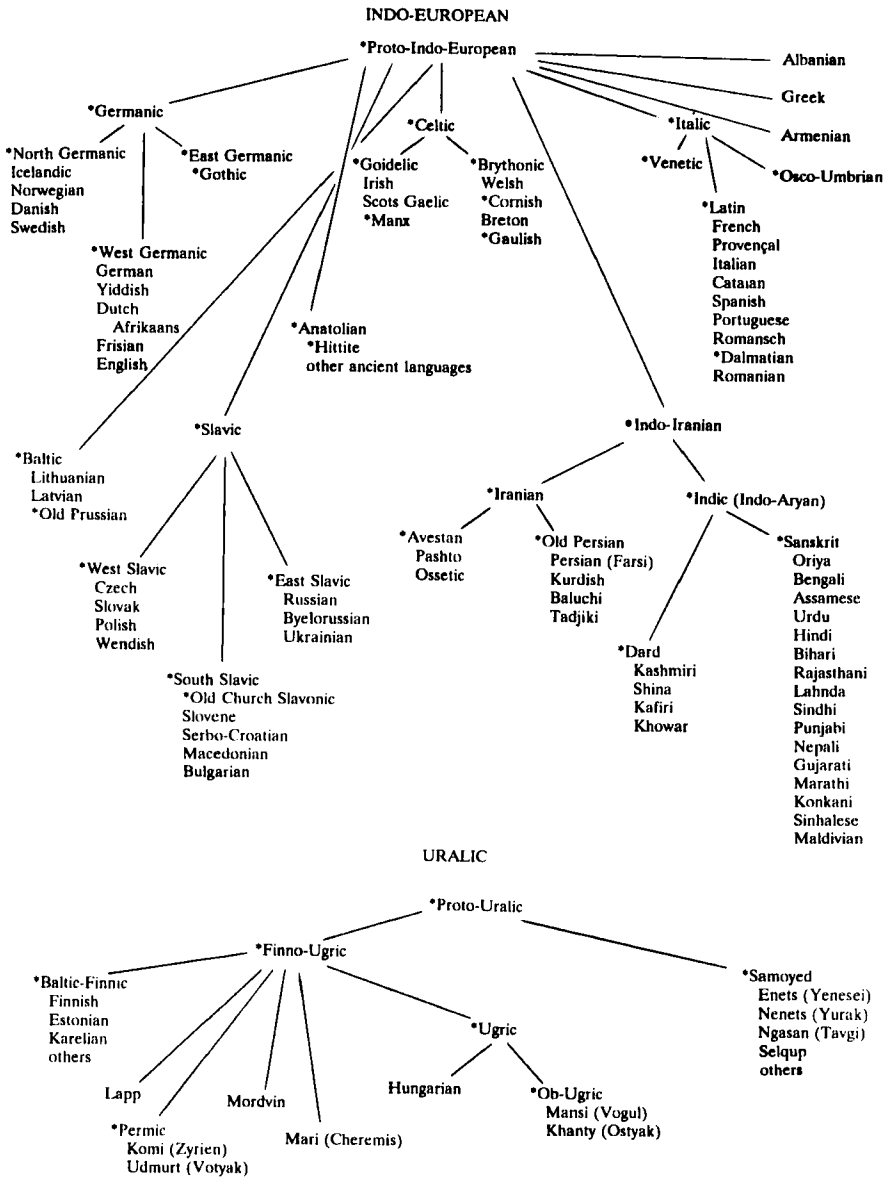 INDO-EUROPEAN
*Proto-Indo-European
Albanian
Greek
Armenian
*Germanic
*North Germanic
Icelandic
Norwegian
Danish
Swedish
*East Germanic
*Gothic
*West Germanic
German
Yiddish
Dutch
Afrikaans
Frisian
English
*Celtic
*Goidelic
Irish
Scots Gaelic
*Manx
*Brythonic
Welsh
*Cornish
Breton
*Gaulish
*Italic
*Venetic
*Osco-Umbrian
*Latin
French
Provençal
Italian
Catalan
Spanish
Portuguese
Romansch
*Dalmatian
Romanian
*Anatolian
*Hittite
other ancient languages
*Baltic
Lithuanian
Latvian
*Old Prussian
*Slavic
*West Slavic
Czech
Slovak
Polish
Wendish
*East Slavic
Russian
Byelorussian
Ukrainian
*South Slavic
*Old Church Slavonic
Slovene
Serbo-Croatian
Macedonian
Bulgarian
*Indo-Iranian
*Iranian
*Avestan
Pashto
Ossetic
*Old Persian
Persian (Farsi)
Kurdish
Baluchi
Tadjiki
*Indic (Indo-Aryan)
*Dard
Kashmiri
Shina
Kafiri
Khowar
*Sanskrit
Oriya
Bengali
Assamese
Urdu
Hindi
Bihari
Rajasthani
Lahnda
Sindhi
Punjabi
Nepali
Gujarati
Marathi
Konkani
Sinhalese
Maldivian
URALIC
*Proto-Uralic
*Finno-Ugric
*Baltic-Finnic
Finnish
Estonian
Karelian
others
Lapp
*Permic
Komi (Zyrien)
Udmurt (Votyak)
Mordvin
Mari (Cheremis)
*Ugric
Hungarian
*Ob-Ugric
Mansi (Vogul)
Khanty (Ostyak)
*Samoyed
Enets (Yenesei)
Nenets (Yurak)
Ngasan (Tavgi)
Selqup
others